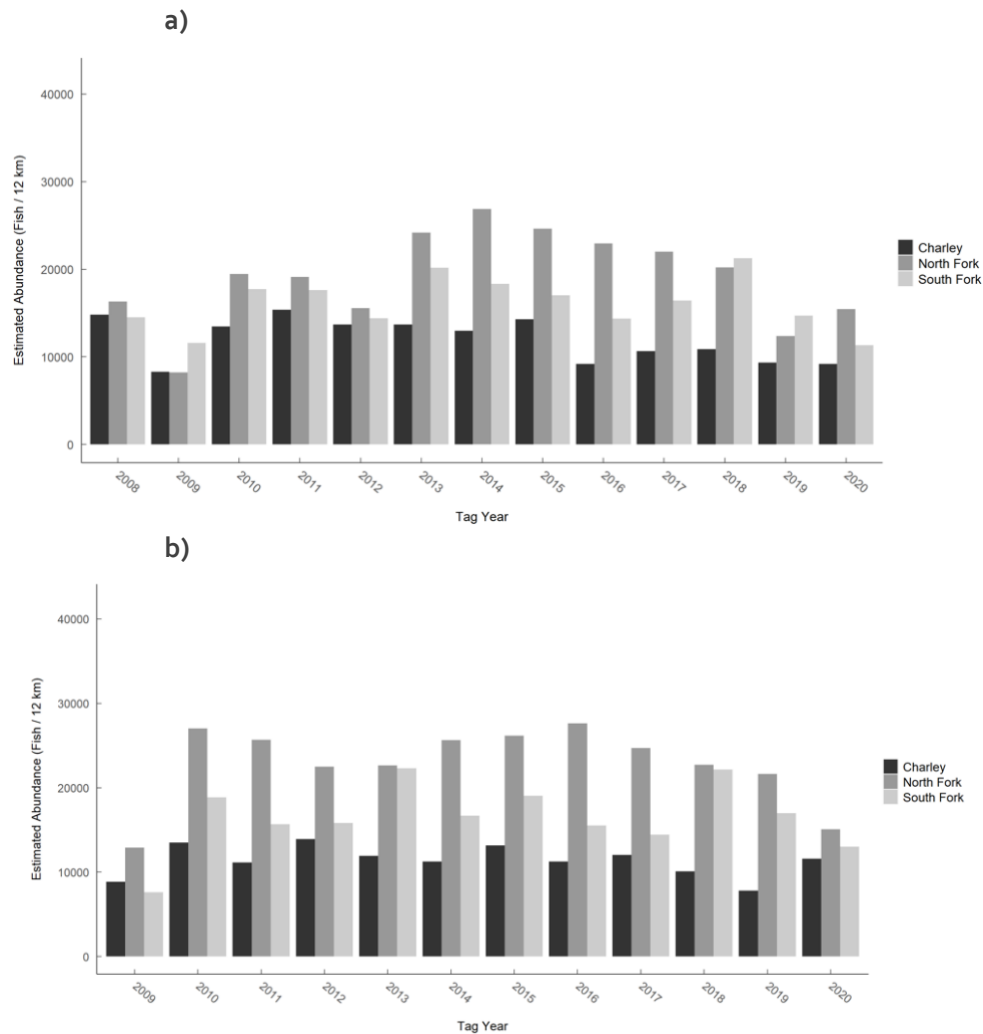 a)
Estimated Abundance (Fish / 12 km)
40000
30000
20000
10000
0
Charley
North Fork
South Fork
2008 2009 2010 2011 2012 2013 2014 2015 2016 2017 2018 2019 2020
Tag Year
b)
Estimated Abundance (Fish / 12 km)
40000
30000
20000
10000
0
Charley
North Fork
South Fork
2009 2010 2011 2012 2013 2014 2015 2016 2017 2018 2019 2020
Tag Year